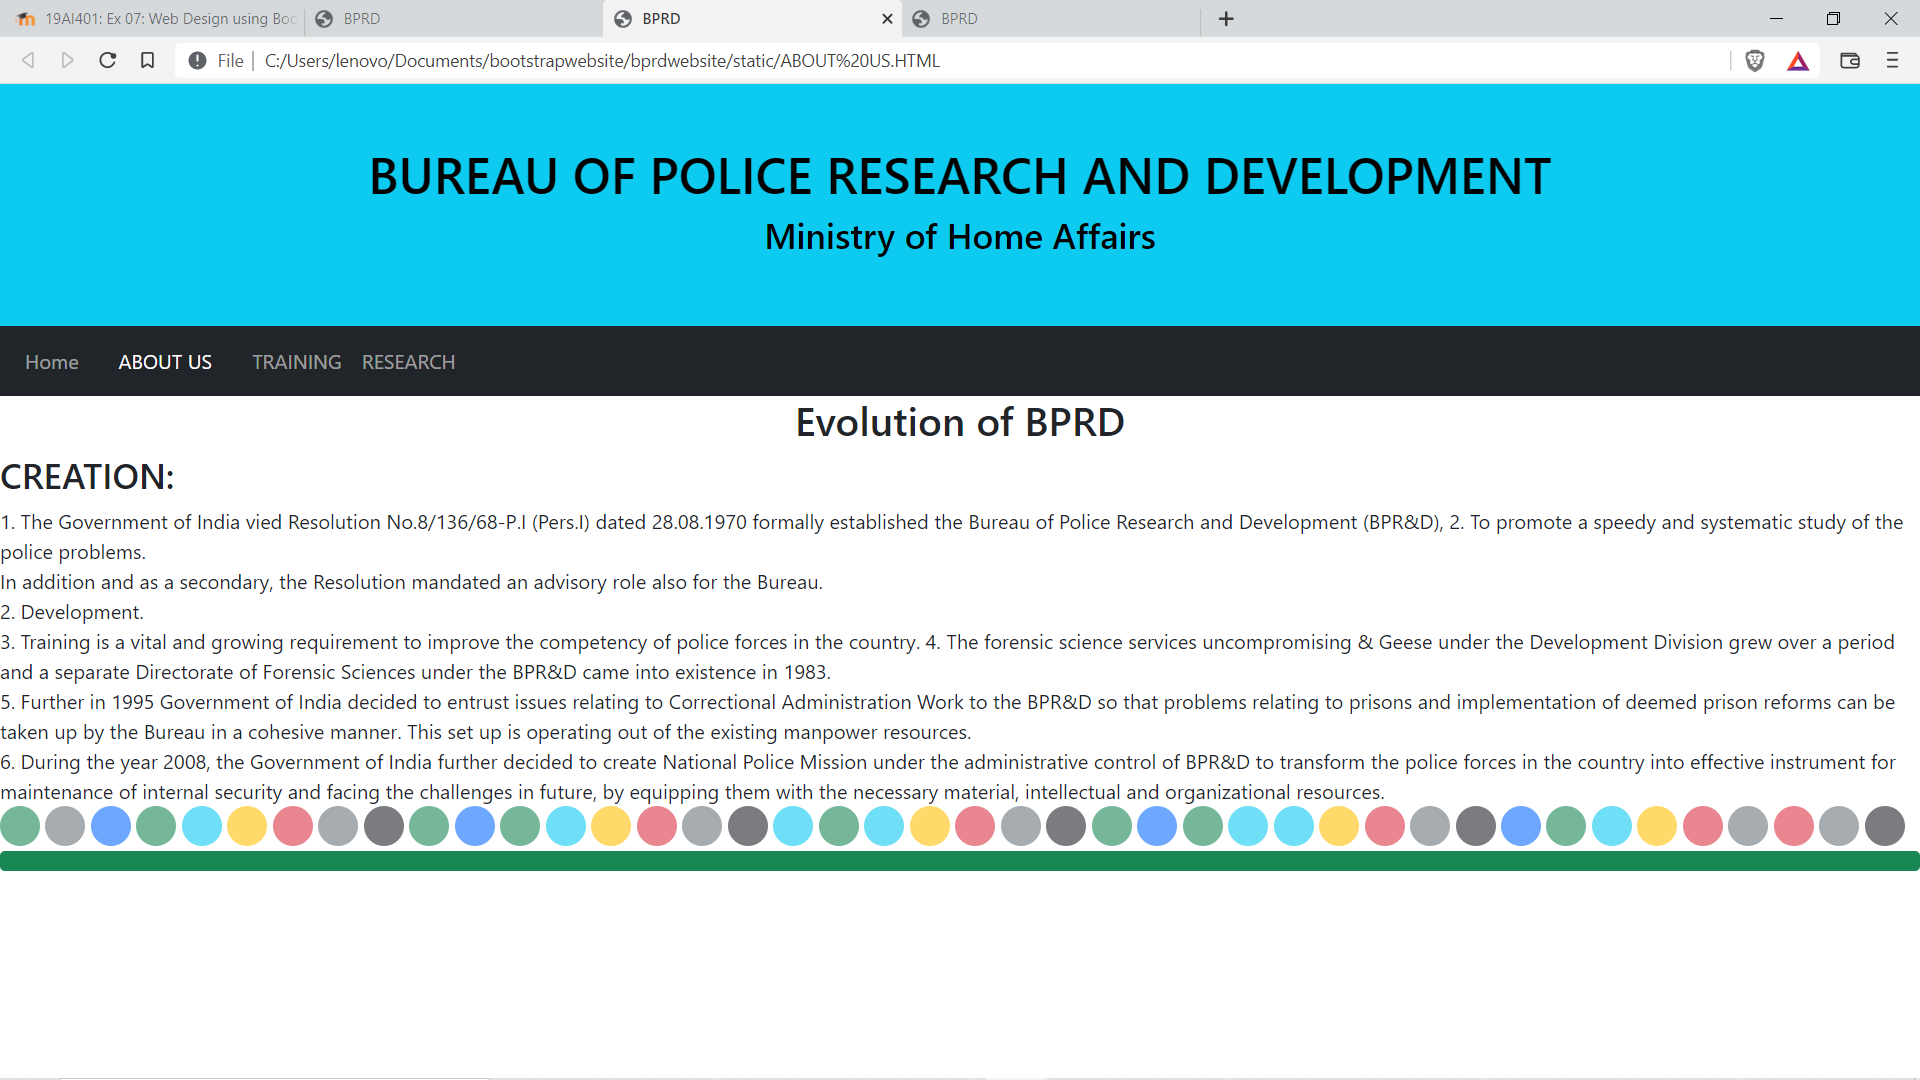 19AI401: Ex 07: Web Design using Boo
BPRD
BPRD
BPRD
File
C:/Users/lenovo/Documents/bootstrapwebsite/bprdwebsite/static/ABOUT%20US.HTML
BUREAU OF POLICE RESEARCH AND DEVELOPMENT
Ministry of Home Affairs
Home ABOUT US TRAINING RESEARCH
Evolution of BPRD
CREATION:
1. The Government of India vied Resolution No.8/136/68-P.I (Pers.I) dated 28.08.1970 formally established the Bureau of Police Research and Development (BPR&D), 2. To promote a speedy and systematic study of the
police problems.
In addition and as a secondary, the Resolution mandated an advisory role also for the Bureau.
2. Development.
3. Training is a vital and growing requirement to improve the competency of police forces in the country. 4. The forensic science services uncompromising & Geese under the Development Division grew over a period
and a separate Directorate of Forensic Sciences under the BPR&D came into existence in 1983.
5. Further in 1995 Government of India decided to entrust issues relating to Correctional Administration Work to the BPR&D so that problems relating to prisons and implementation of deemed prison reforms can be
taken up by the Bureau in a cohesive manner. This set up is operating out of the existing manpower resources.
6. During the year 2008, the Government of India further decided to create National Police Mission under the administrative control of BPR&D to transform the police forces in the country into effective instrument for
maintenance of internal security and facing the challenges in future, by equipping them with the necessary material, intellectual and organizational resources.